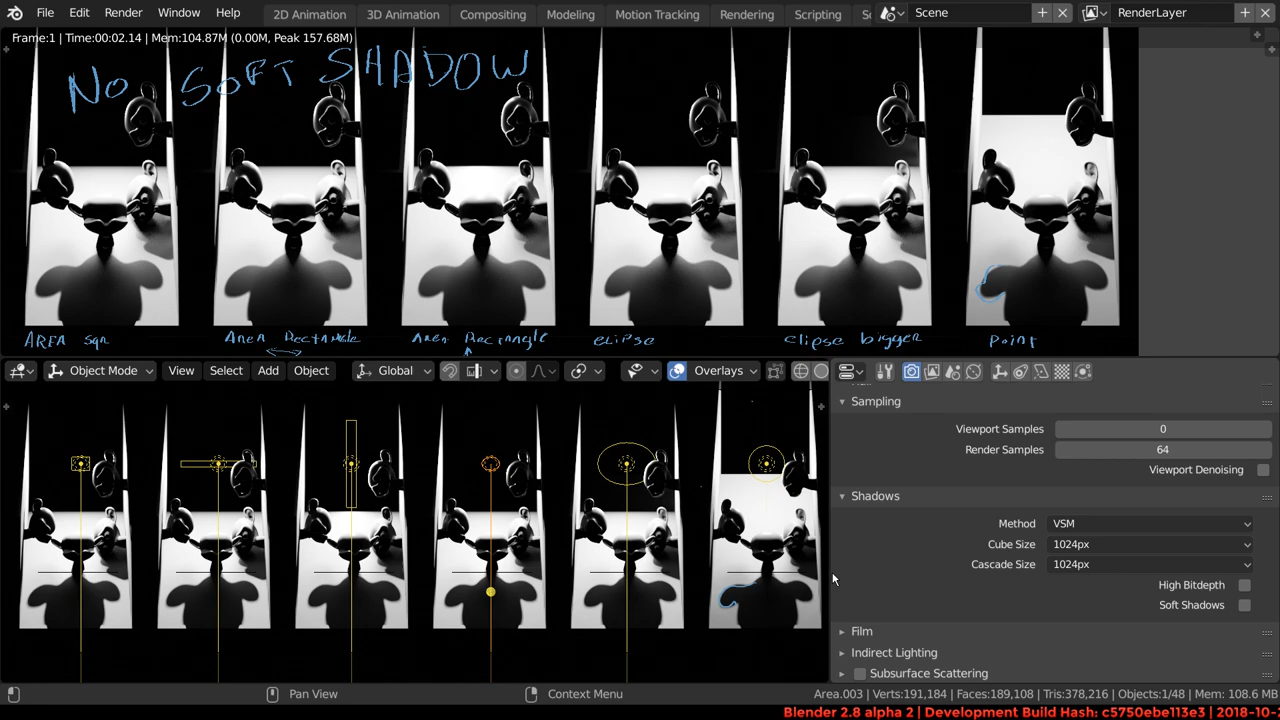 File Edit Render Window Help 2D Animation 3D Animation Compositing Modeling Motion Tracking Rendering Scripting Scene RenderLayer
Frame:1 | Time:00:02.14 | Mem:104.87M (0.00M, Peak 157.68M)
No SOFT SHADOW
AREA sqr Area Rectangle Area Rectangle elipse elipse bigger point
Object Mode View Select Add Object Global Overlays
Sampling
Viewport Samples 0
Render Samples 64
Viewport Denoising
Shadows
Method VSM
Cube Size 1024px
Cascade Size 1024px
High Bitdepth
Soft Shadows
Film
Indirect Lighting
Subsurface Scattering
Pan View Context Menu Area.003 | Verts:191,184 | Faces:189,108 | Tris:378,216 | Objects:1/48 | Mem: 108.6 MB
Blender 2.8 alpha 2 | Development Build Hash: c5750ebe113e3 | 2018-10-